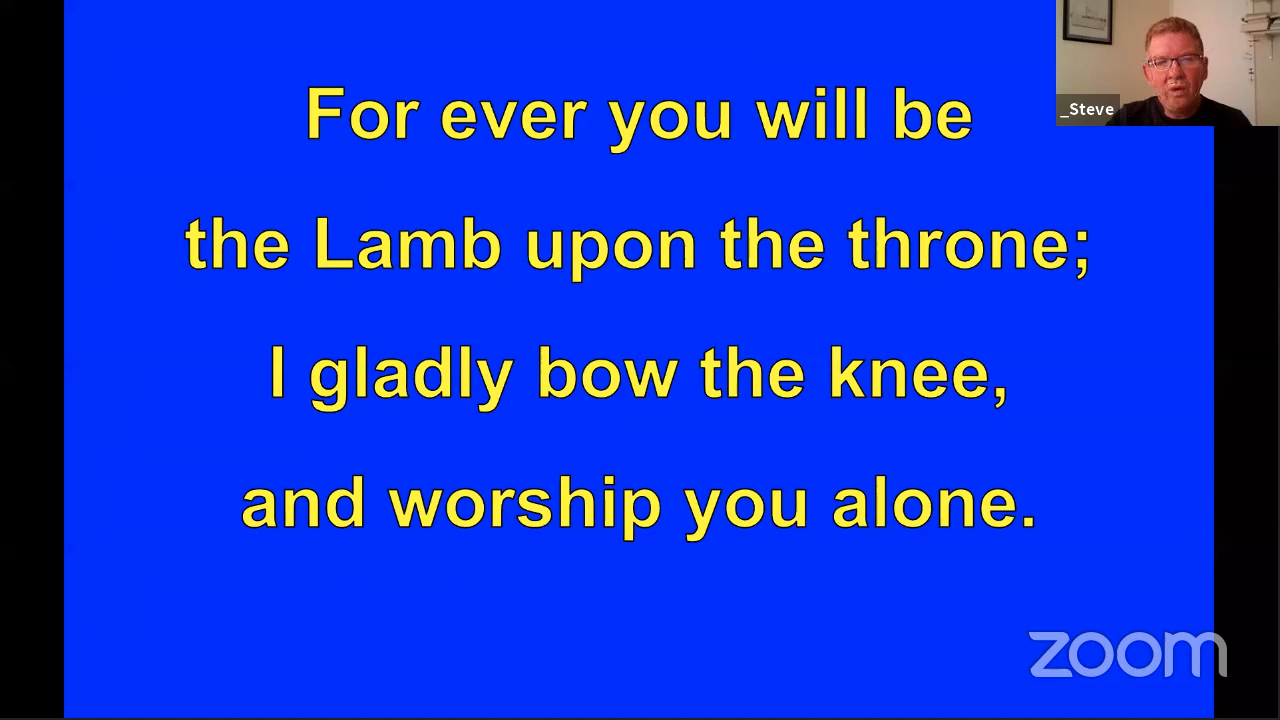 For ever you will be
the Lamb upon the throne;
I gladly bow the knee,
and worship you alone.
_Steve
zoom